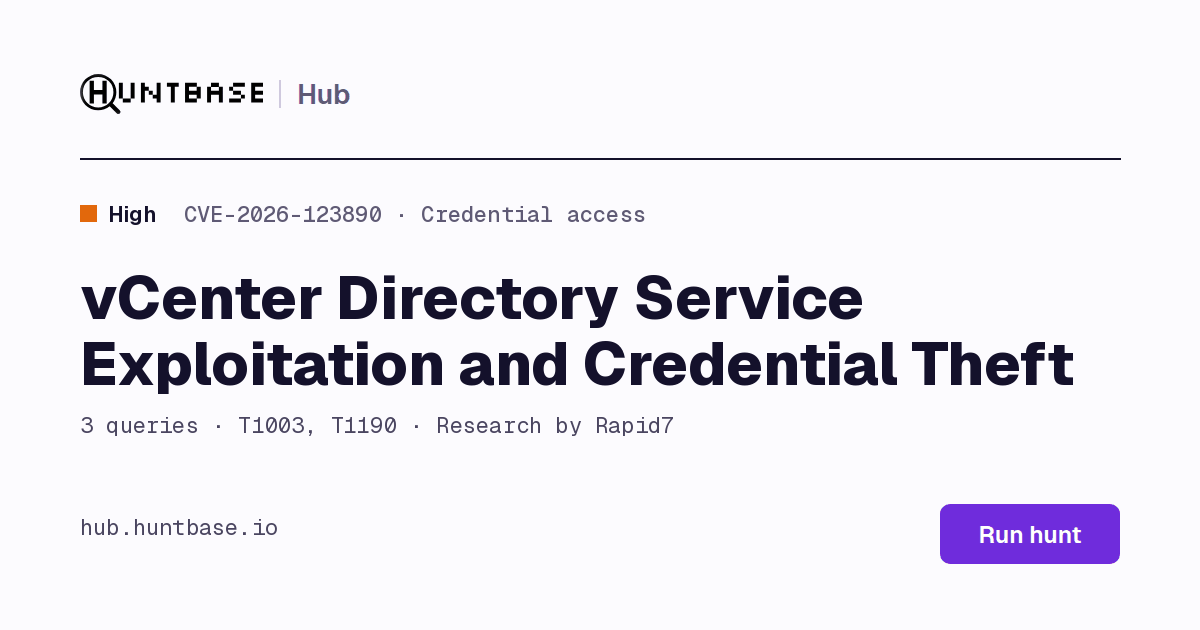 HUNTBASE Hub
High CVE-2026-123890 · Credential access
vCenter Directory Service
Exploitation and Credential Theft
3 queries · T1003, T1190 · Research by Rapid7
hub.huntbase.io
Run hunt